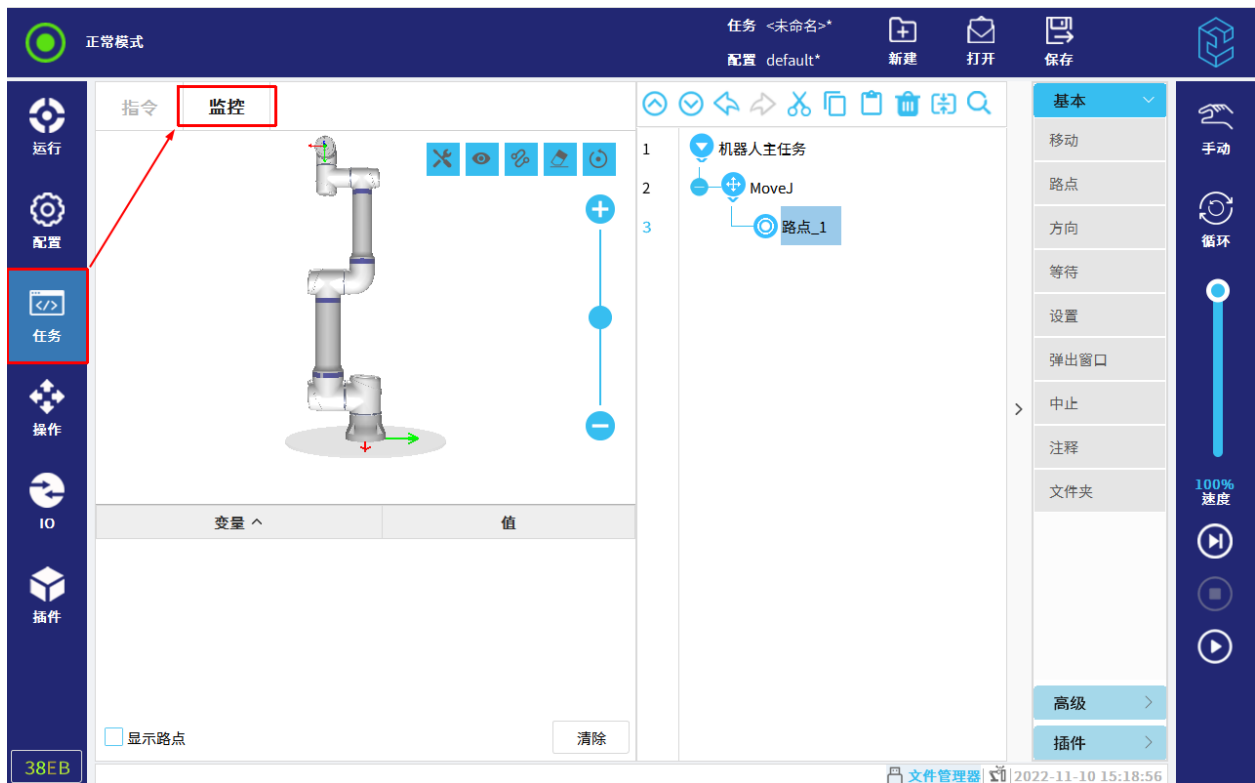 正常模式
任务 <未命名>*
配置 default*
新建
打开
保存
运行
配置
任务
操作
IO
插件
38EB
指令
监控
变量
值
显示路点
清除
1 机器人主任务
2 MoveJ
3 路点_1
基本
移动
路点
方向
等待
设置
弹出窗口
中止
注释
文件夹
高级
插件
手动
循环
100%
速度
文件管理器
2022-11-10 15:18:56